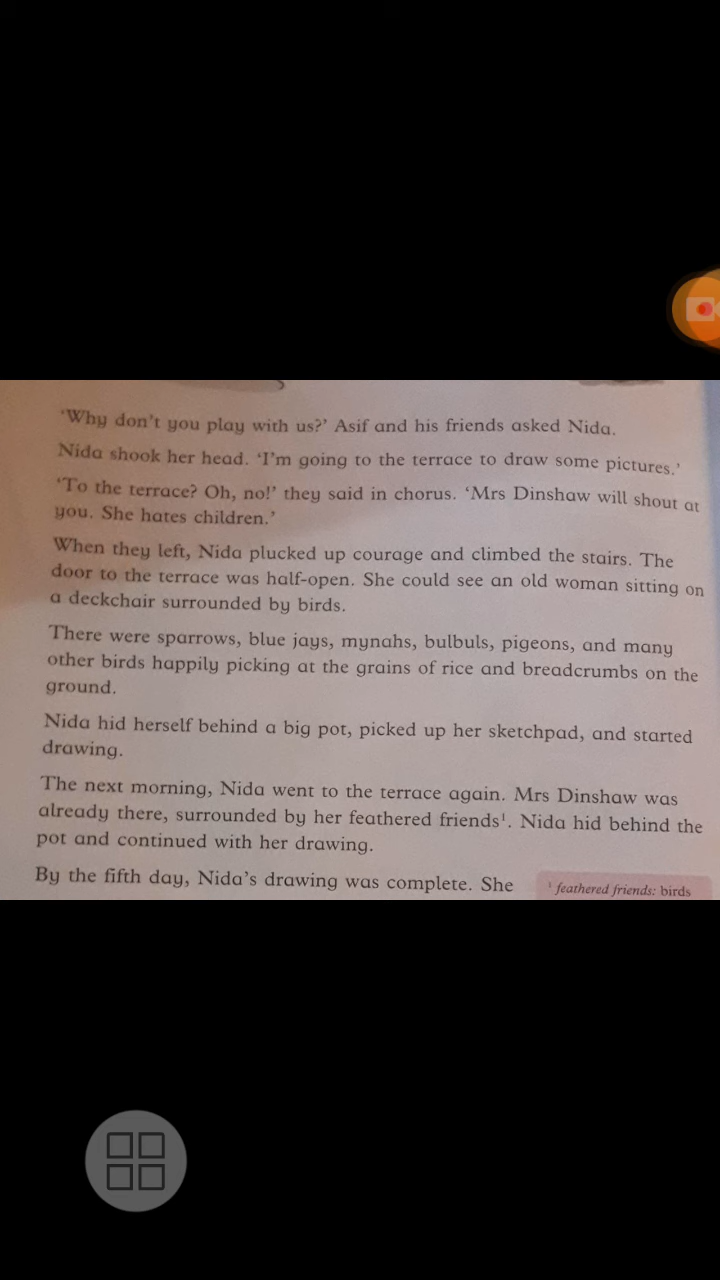 ‘Why don’t you play with us?’ Asif and his friends asked Nida.
Nida shook her head. ‘I’m going to the terrace to draw some pictures.’
‘To the terrace? Oh, no!’ they said in chorus. ‘Mrs Dinshaw will shout at
you. She hates children.’
When they left, Nida plucked up courage and climbed the stairs. The
door to the terrace was half-open. She could see an old woman sitting on
a deckchair surrounded by birds.
There were sparrows, blue jays, mynahs, bulbuls, pigeons, and many
other birds happily picking at the grains of rice and breadcrumbs on the
ground.
Nida hid herself behind a big pot, picked up her sketchpad, and started
drawing.
The next morning, Nida went to the terrace again. Mrs Dinshaw was
already there, surrounded by her feathered friends¹. Nida hid behind the
pot and continued with her drawing.
By the fifth day, Nida’s drawing was complete. She
¹ feathered friends: birds